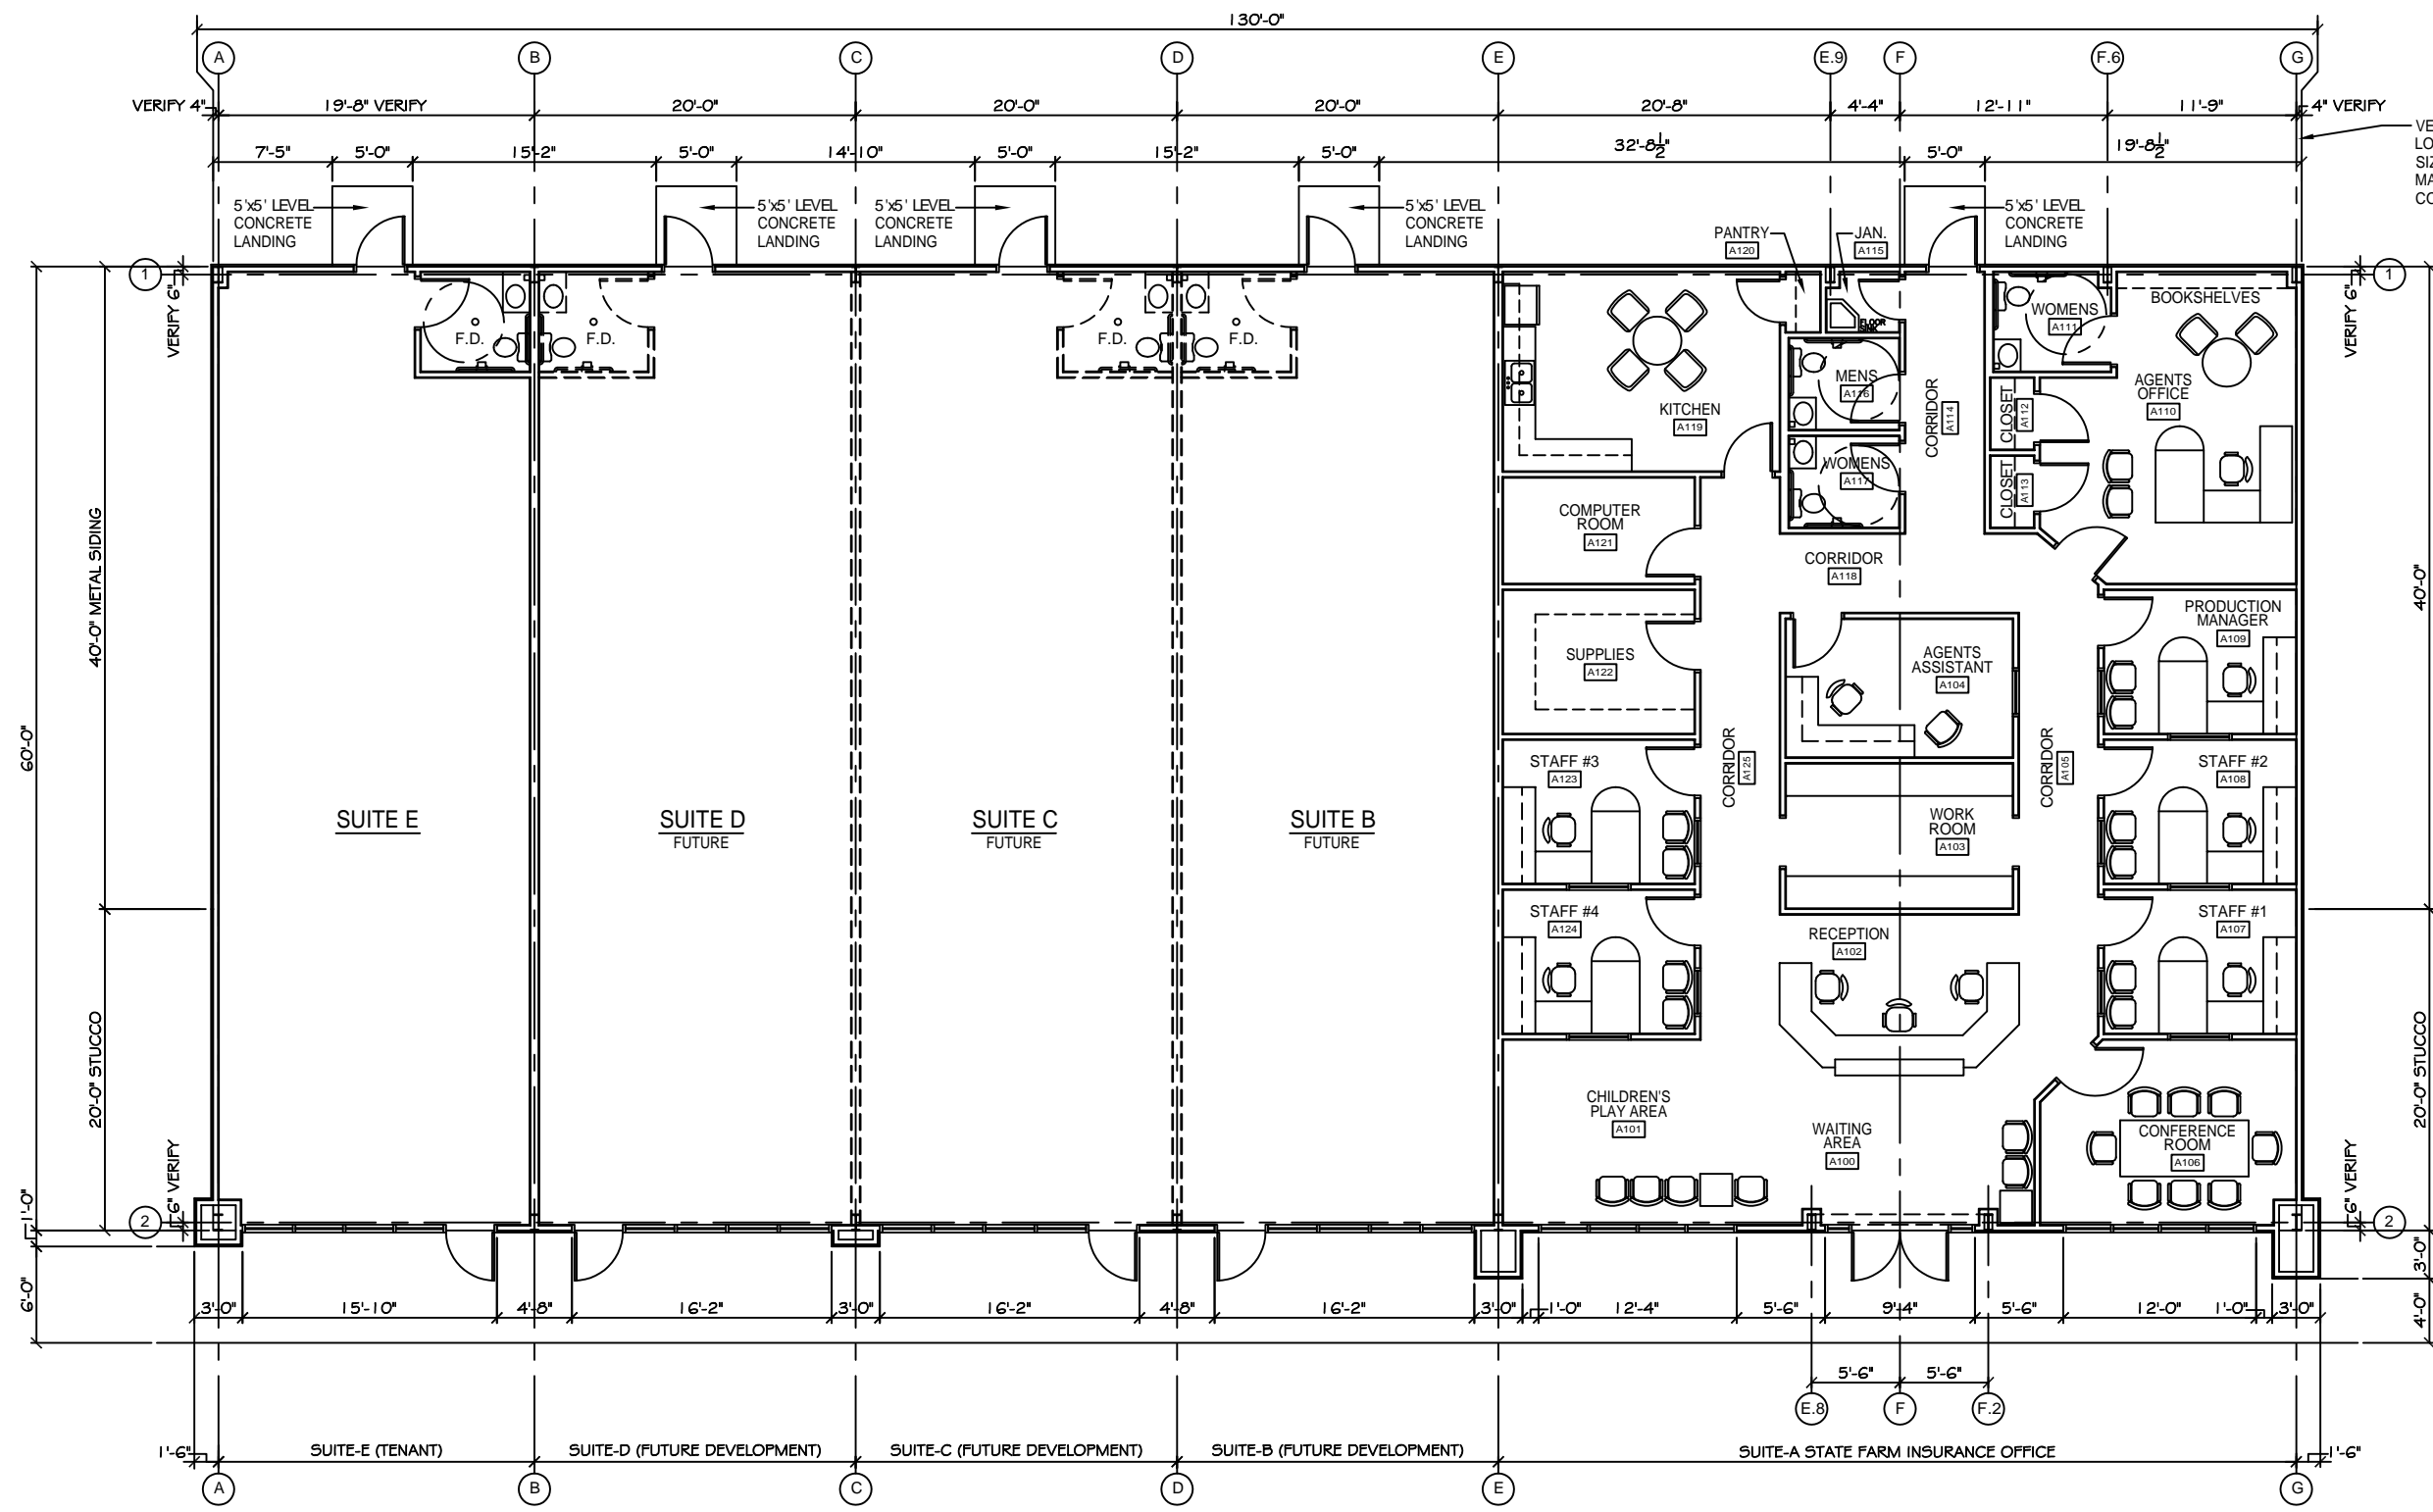 130'-0"
A
B
C
D
E
E.9
F
F.6
G
VERIFY 4"
19'-8" VERIFY
20'-0"
20'-0"
20'-0"
20'-8"
4'-4"
12'-11"
11'-9"
4" VERIFY
7'-5"
5'-0"
15'-2"
5'-0"
14'-10"
5'-0"
15'-2"
5'-0"
32'-8½"
5'-0"
19'-8½"
5'x5' LEVEL
CONCRETE
LANDING
5'x5' LEVEL
CONCRETE
LANDING
5'x5' LEVEL
CONCRETE
LANDING
5'x5' LEVEL
CONCRETE
LANDING
5'x5' LEVEL
CONCRETE
LANDING
PANTRY
A120
JAN.
A115
1
1
VERIFY 6"
VERIFY 6"
F.D.
F.D.
F.D.
F.D.
FLOOR
SINK
BOOKSHELVES
WOMENS
A111
KITCHEN
A119
MENS
A116
WOMENS
A117
CORRIDOR
A114
CLOSET
A112
CLOSET
A113
AGENTS
OFFICE
A110
COMPUTER
ROOM
A121
CORRIDOR
A118
SUPPLIES
A122
AGENTS
ASSISTANT
A104
PRODUCTION
MANAGER
A109
STAFF #3
A123
CORRIDOR
A125
CORRIDOR
A105
STAFF #2
A108
WORK
ROOM
A103
SUITE E
SUITE D
FUTURE
SUITE C
FUTURE
SUITE B
FUTURE
STAFF #4
A124
RECEPTION
A102
STAFF #1
A107
CHILDREN'S
PLAY AREA
A101
WAITING
AREA
A100
CONFERENCE
ROOM
A106
60'-0"
40'-0" METAL SIDING
20'-0" STUCCO
6" VERIFY
1'-0"
6'-0"
40'-0"
20'-0" STUCCO
6" VERIFY
3'-0"
4'-0"
2
2
3'-0"
15'-10"
4'-8"
16'-2"
3'-0"
16'-2"
4'-8"
16'-2"
3'-0"
1'-0"
12'-4"
5'-6"
9'-4"
5'-6"
12'-0"
1'-0"
3'-0"
5'-6"
5'-6"
E.8
F
F.2
1'-6"
SUITE-E (TENANT)
SUITE-D (FUTURE DEVELOPMENT)
SUITE-C (FUTURE DEVELOPMENT)
SUITE-B (FUTURE DEVELOPMENT)
SUITE-A STATE FARM INSURANCE OFFICE
1'-6"
A
B
C
D
E
G